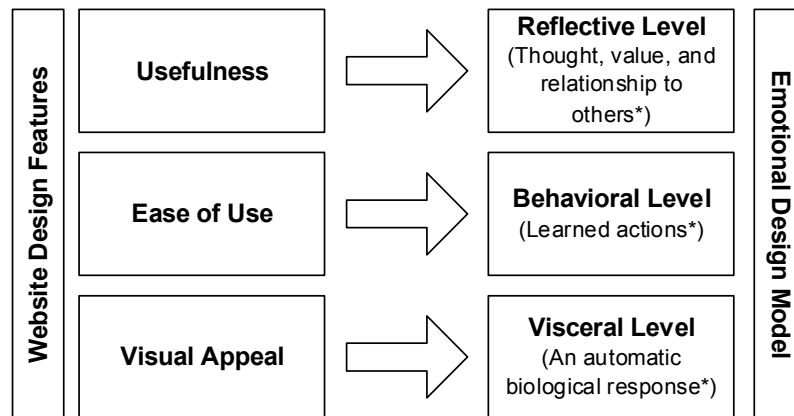 Website Design Features
Usefulness
Reflective Level
(Thought, value, and
relationship to
others*)
Ease of Use
Behavioral Level
(Learned actions*)
Visual Appeal
Visceral Level
(An automatic
biological response*)
Emotional Design Model